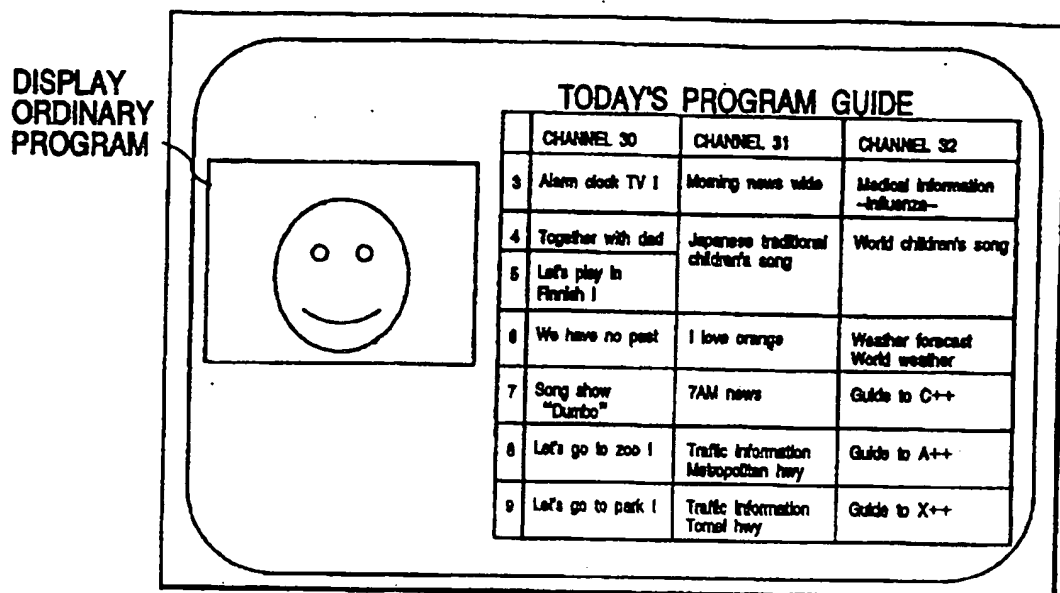 DISPLAY
ORDINARY
PROGRAM
TODAY'S PROGRAM GUIDE
CHANNEL 30 CHANNEL 31 CHANNEL 32
3 Alarm clock TV ! Morning news wide Medical information
-Influenza-
4 Together with dad Japanese traditional World children's song
children's song
5 Let's play in
Finnish !
6 We have no past I love orange Weather forecast
World weather
7 Song show 7AM news Guide to C++
"Dumbo"
8 Let's go to zoo ! Traffic information Guide to A++
Metropolitan hwy
9 Let's go to park ! Traffic information Guide to X++
Tomei hwy